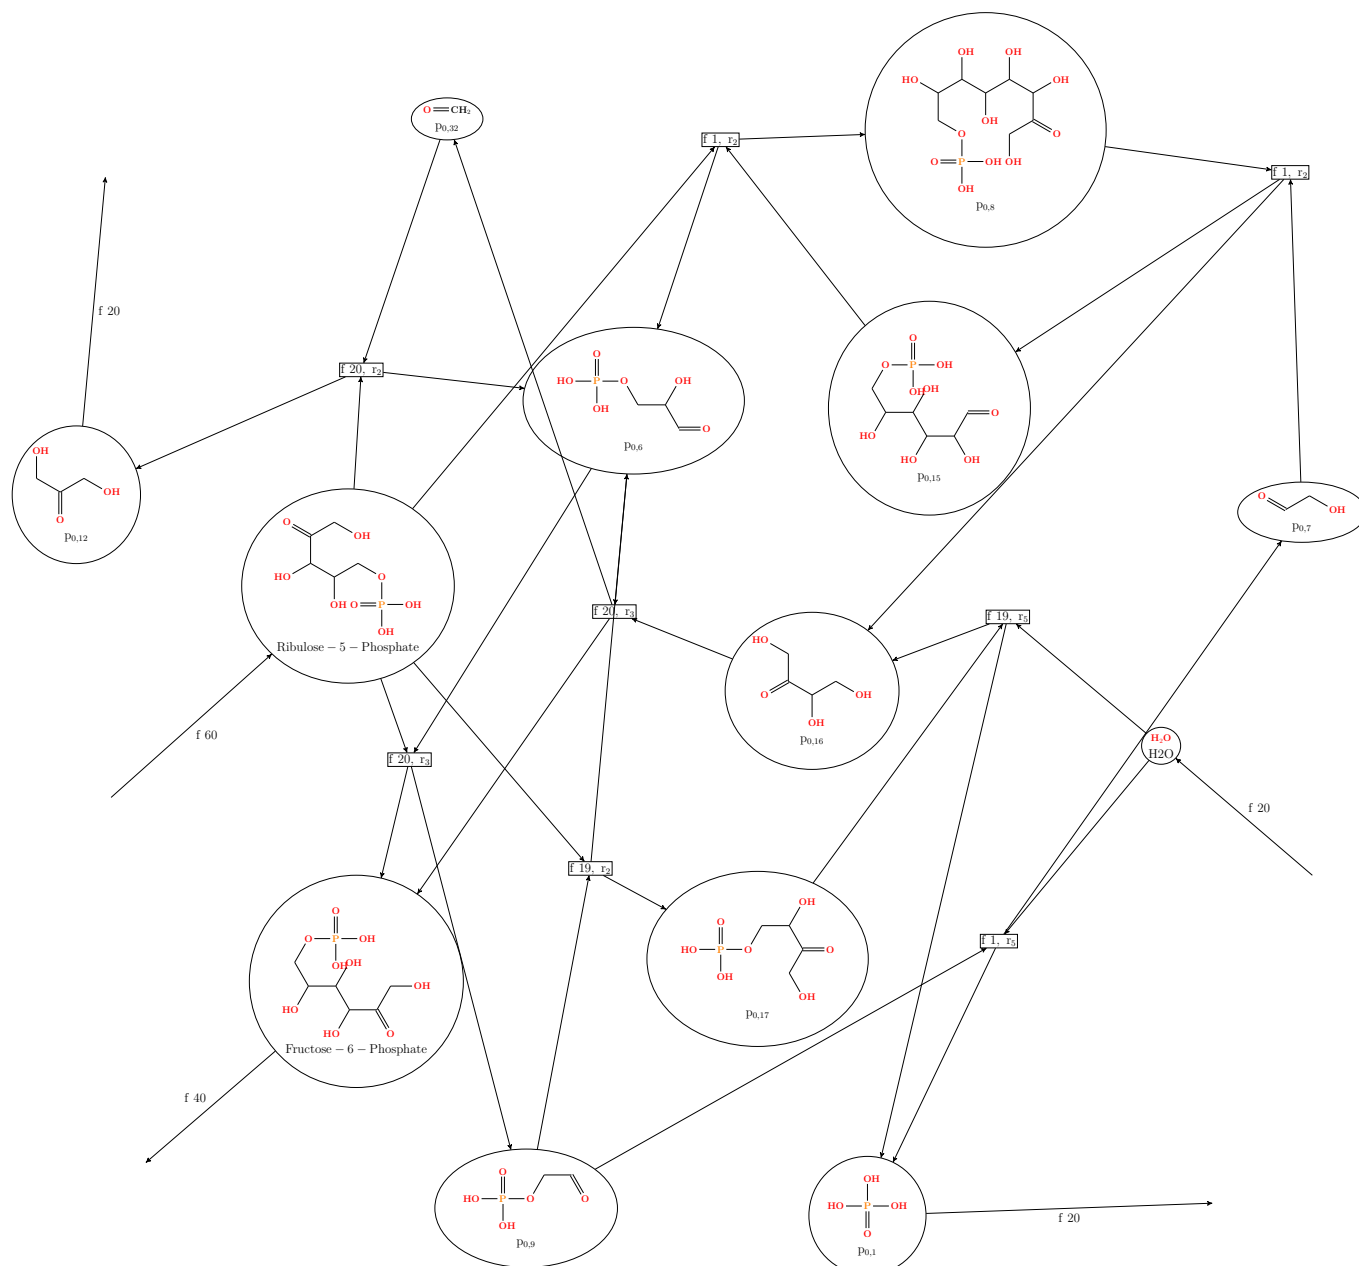 OH
OH
OH
HO
OH
OH
O
O
O
P
OH
OH
OH
p0,8
O
CH₂
p0,32
f 1, r₂
f 1, r₂
f 20
f 20, r₂
O
HO
P
O
OH
OH
O
p0,6
O
O
P
OH
OH
OH
O
HO
HO
OH
p0,15
OH
OH
O
p0,12
O
OH
p0,7
O
OH
HO
O
OH
O
P
OH
OH
Ribulose − 5 − Phosphate
f 20, r₃
f 19, r₅
HO
O
OH
OH
p0,16
f 60
H₂O
H2O
f 20, r₃
f 20
f 19, r₂
OH
O
HO
P
O
O
OH
OH
p0,17
f 1, r₅
O
O
P
OH
OH
OH
OH
HO
HO
O
Fructose − 6 − Phosphate
f 40
O
HO
P
O
O
OH
p0,9
OH
HO
P
OH
O
p0,1
f 20